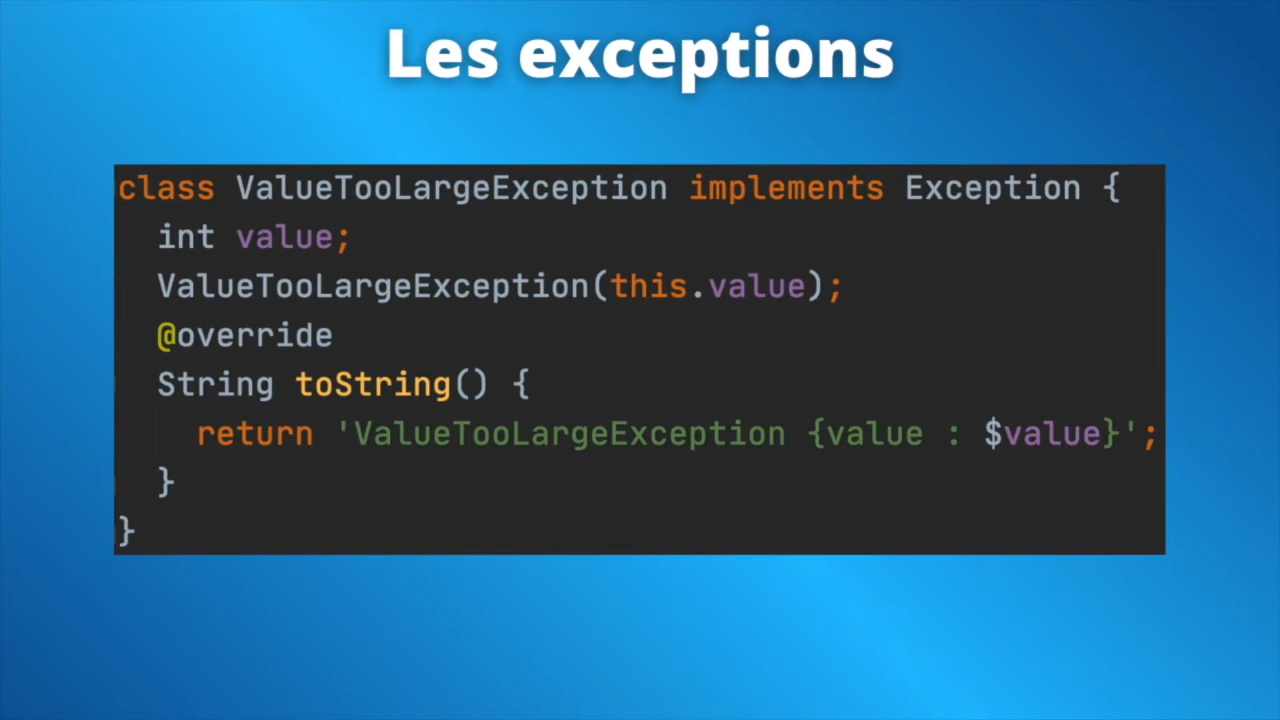 Les exceptions
class ValueTooLargeException implements Exception {
  int value;
  ValueTooLargeException(this.value);
  @override
  String toString() {
    return 'ValueTooLargeException {value : $value}';
  }
}